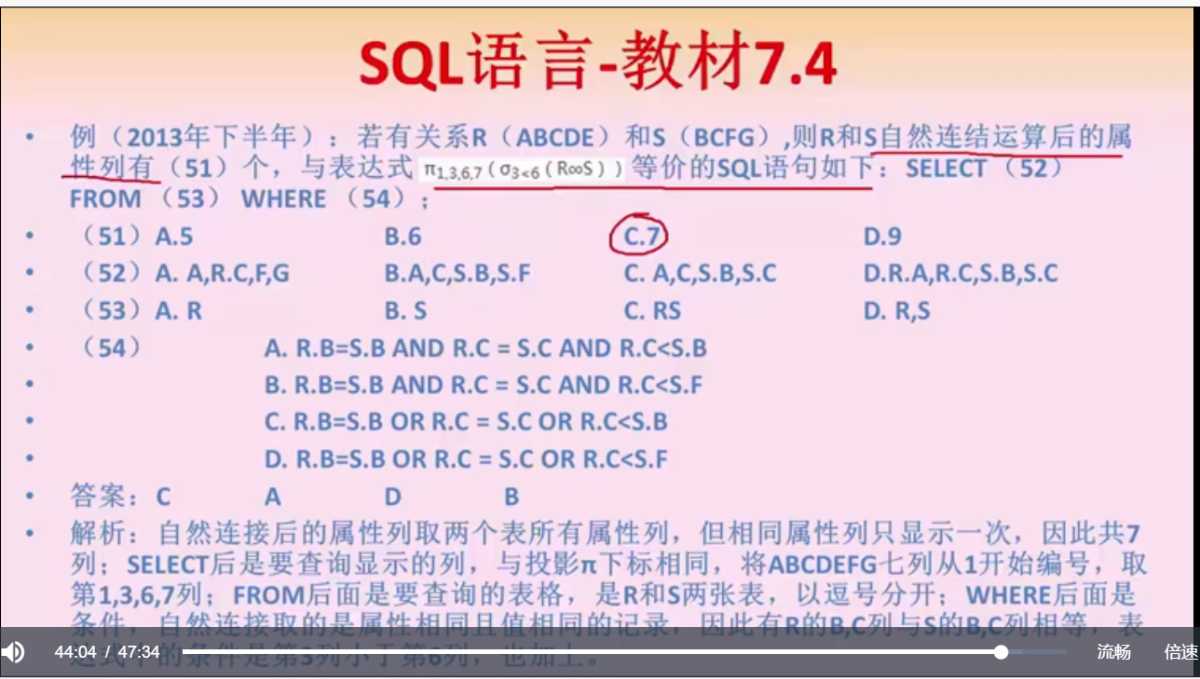 SQL语言-教材7.4
• 例（2013年下半年）：若有关系R（ABCDE）和S（BCFG）,则R和S自然连结运算后的属
性列有（51）个，与表达式 π1,3,6,7（σ3<6（R∞S）） 等价的SQL语句如下：SELECT （52）
FROM （53） WHERE （54）；
• （51）A.5 B.6 C.7 D.9
• （52）A. A,R.C,F,G B.A,C,S.B,S.F C. A,C,S.B,S.C D.R.A,R.C,S.B,S.C
• （53）A. R B. S C. RS D. R,S
• （54） A. R.B=S.B AND R.C = S.C AND R.C<S.B
• B. R.B=S.B AND R.C = S.C AND R.C<S.F
• C. R.B=S.B OR R.C = S.C OR R.C<S.B
• D. R.B=S.B OR R.C = S.C OR R.C<S.F
• 答案：C A D B
• 解析：自然连接后的属性列取两个表所有属性列，但相同属性列只显示一次，因此共7
列；SELECT后是要查询显示的列，与投影π下标相同，将ABCDEFG七列从1开始编号，取
第1,3,6,7列；FROM后面是要查询的表格，是R和S两张表，以逗号分开；WHERE后面是
条件，自然连接取的是属性相同且值相同的记录，因此有R的B,C列与S的B,C列相等，表
达式中的条件是第3列小于第6列，也加上。
44:04 / 47:34 流畅 倍速